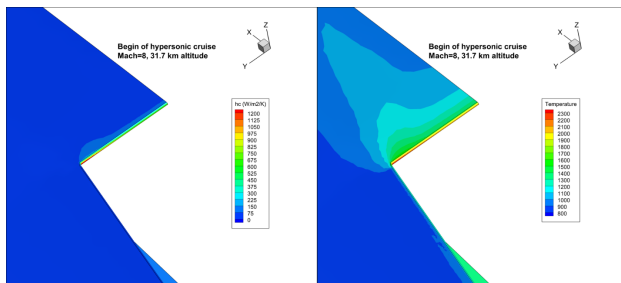 X
Z
Y
Begin of hypersonic cruise
Mach=8, 31.7 km altitude
hc (W/m2/K)
1200
1125
1050
975
900
825
750
675
600
525
450
375
300
225
150
75
0
X
Z
Y
Begin of hypersonic cruise
Mach=8, 31.7 km altitude
Temperature
2300
2200
2100
2000
1900
1800
1700
1600
1500
1400
1300
1200
1100
1000
900
800